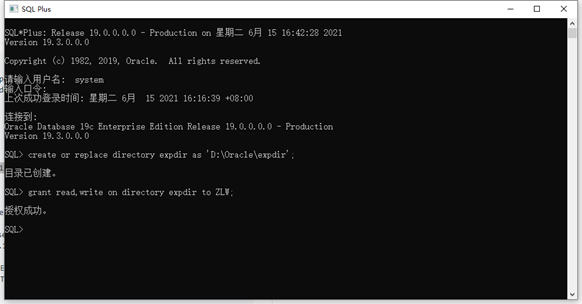 SQL Plus
SQL*Plus: Release 19.0.0.0.0 - Production on 星期二 6月 15 16:42:28 2021
Version 19.3.0.0.0
Copyright (c) 1982, 2019, Oracle.  All rights reserved.
请输入用户名:  system
输入口令:
上次成功登录时间: 星期二 6月  15 2021 16:16:39 +08:00
连接到:
Oracle Database 19c Enterprise Edition Release 19.0.0.0.0 - Production
Version 19.3.0.0.0
SQL> create or replace directory expdir as 'D:\Oracle\expdir';
目录已创建。
SQL> grant read,write on directory expdir to ZLW;
授权成功。
SQL>